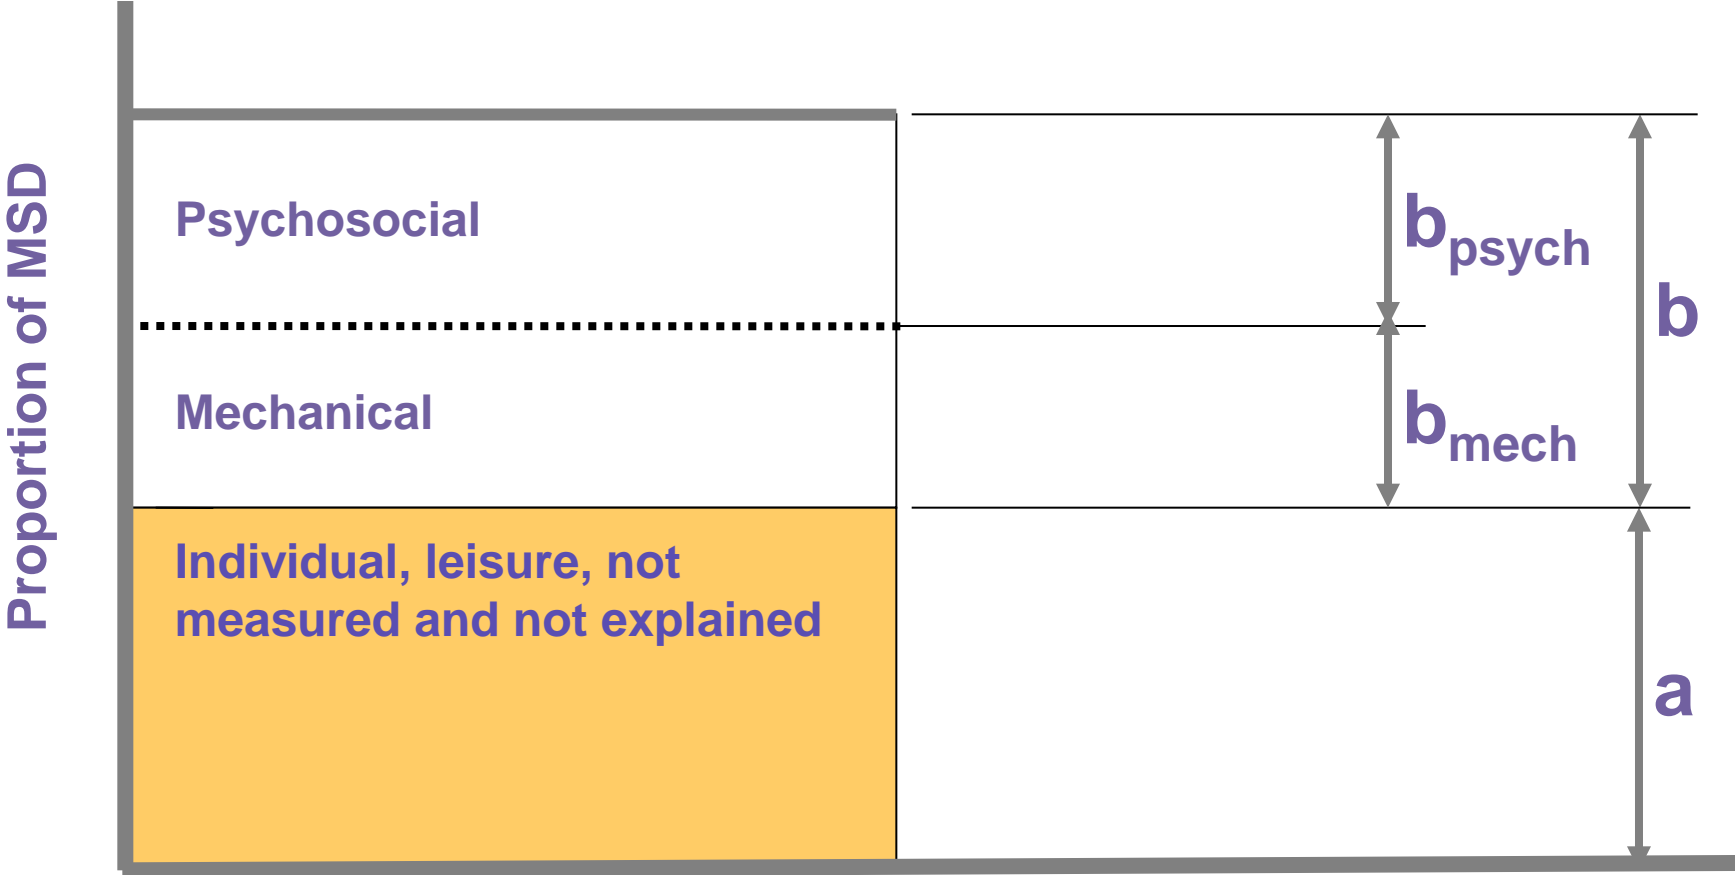 Proportion of MSD
Psychosocial
Mechanical
Individual, leisure, not
measured and not explained
bpsych
bmech
b
a